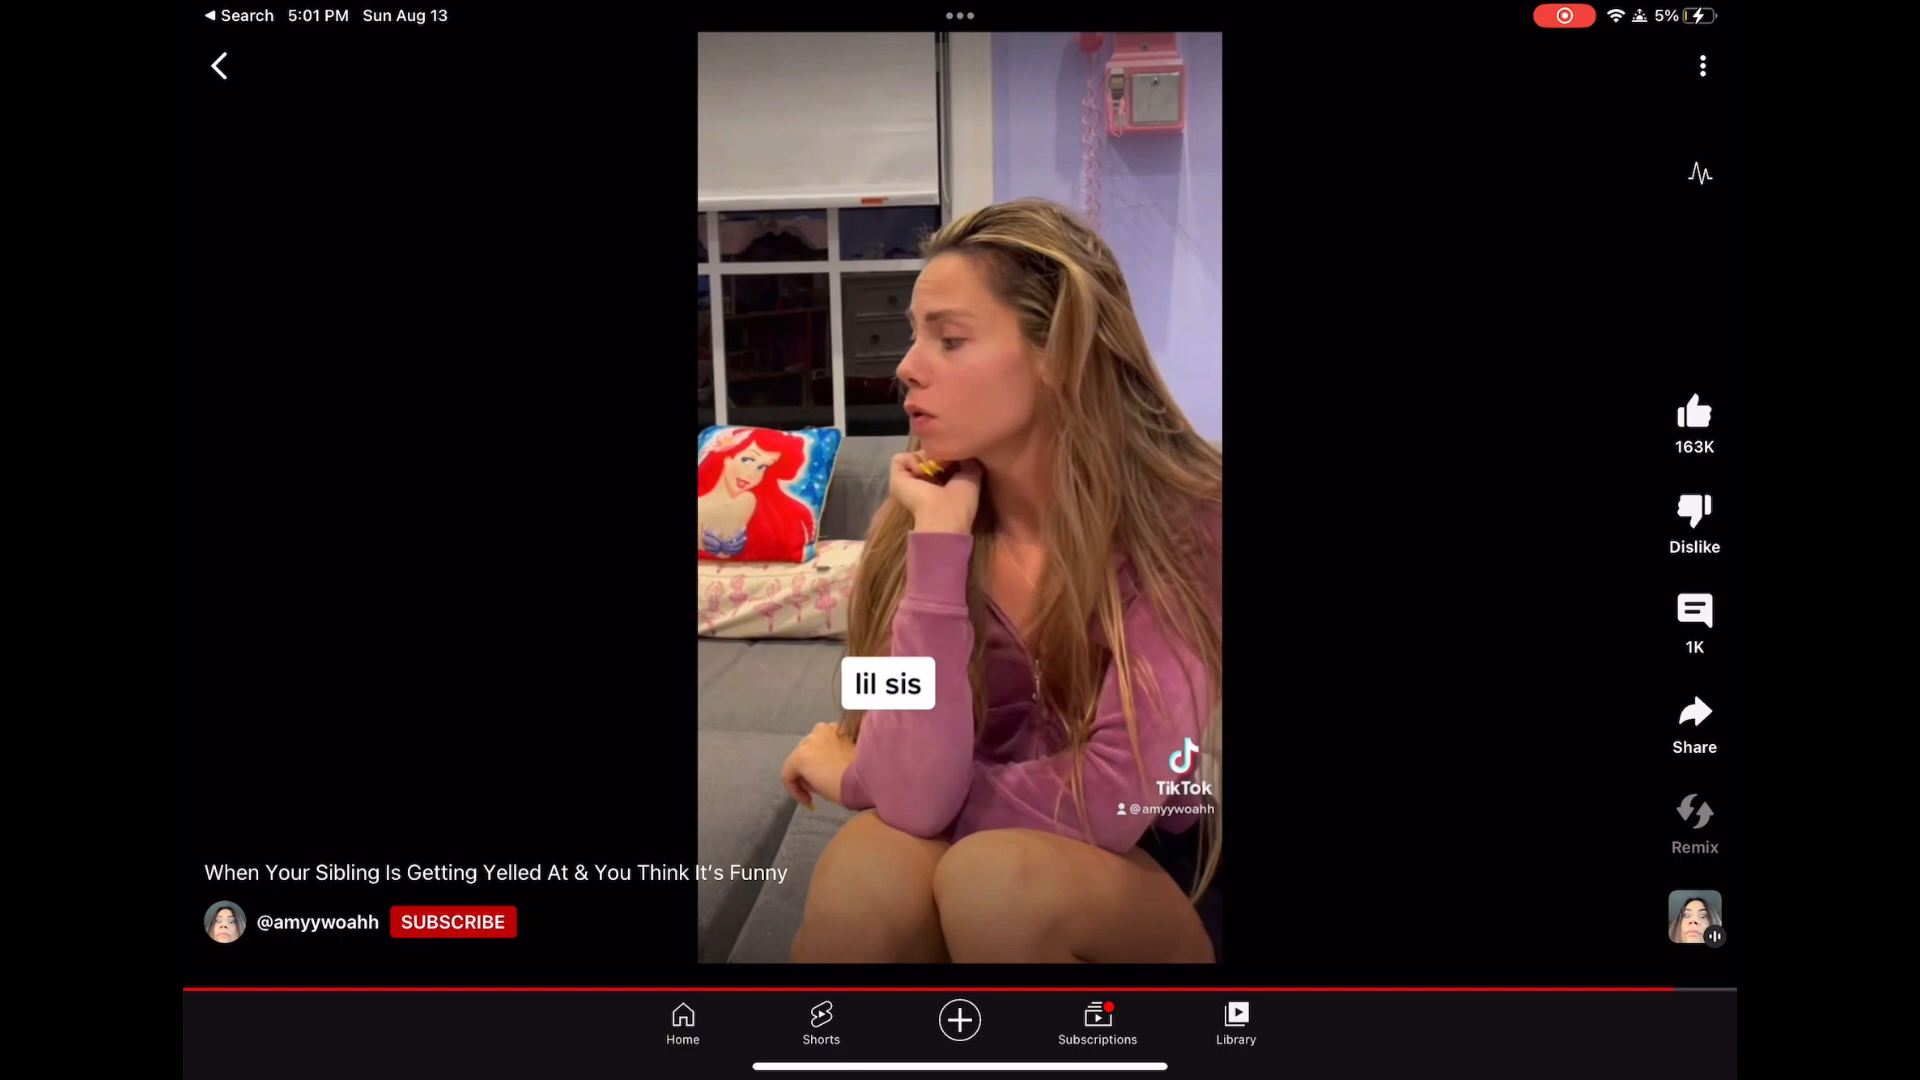 Search 5:01 PM Sun Aug 13
5%
163K
Dislike
1K
lil sis
Share
TikTok
@amyywoahh
Remix
When Your Sibling Is Getting Yelled At & You Think It's Funny
@amyywoahh SUBSCRIBE
Home Shorts Subscriptions Library